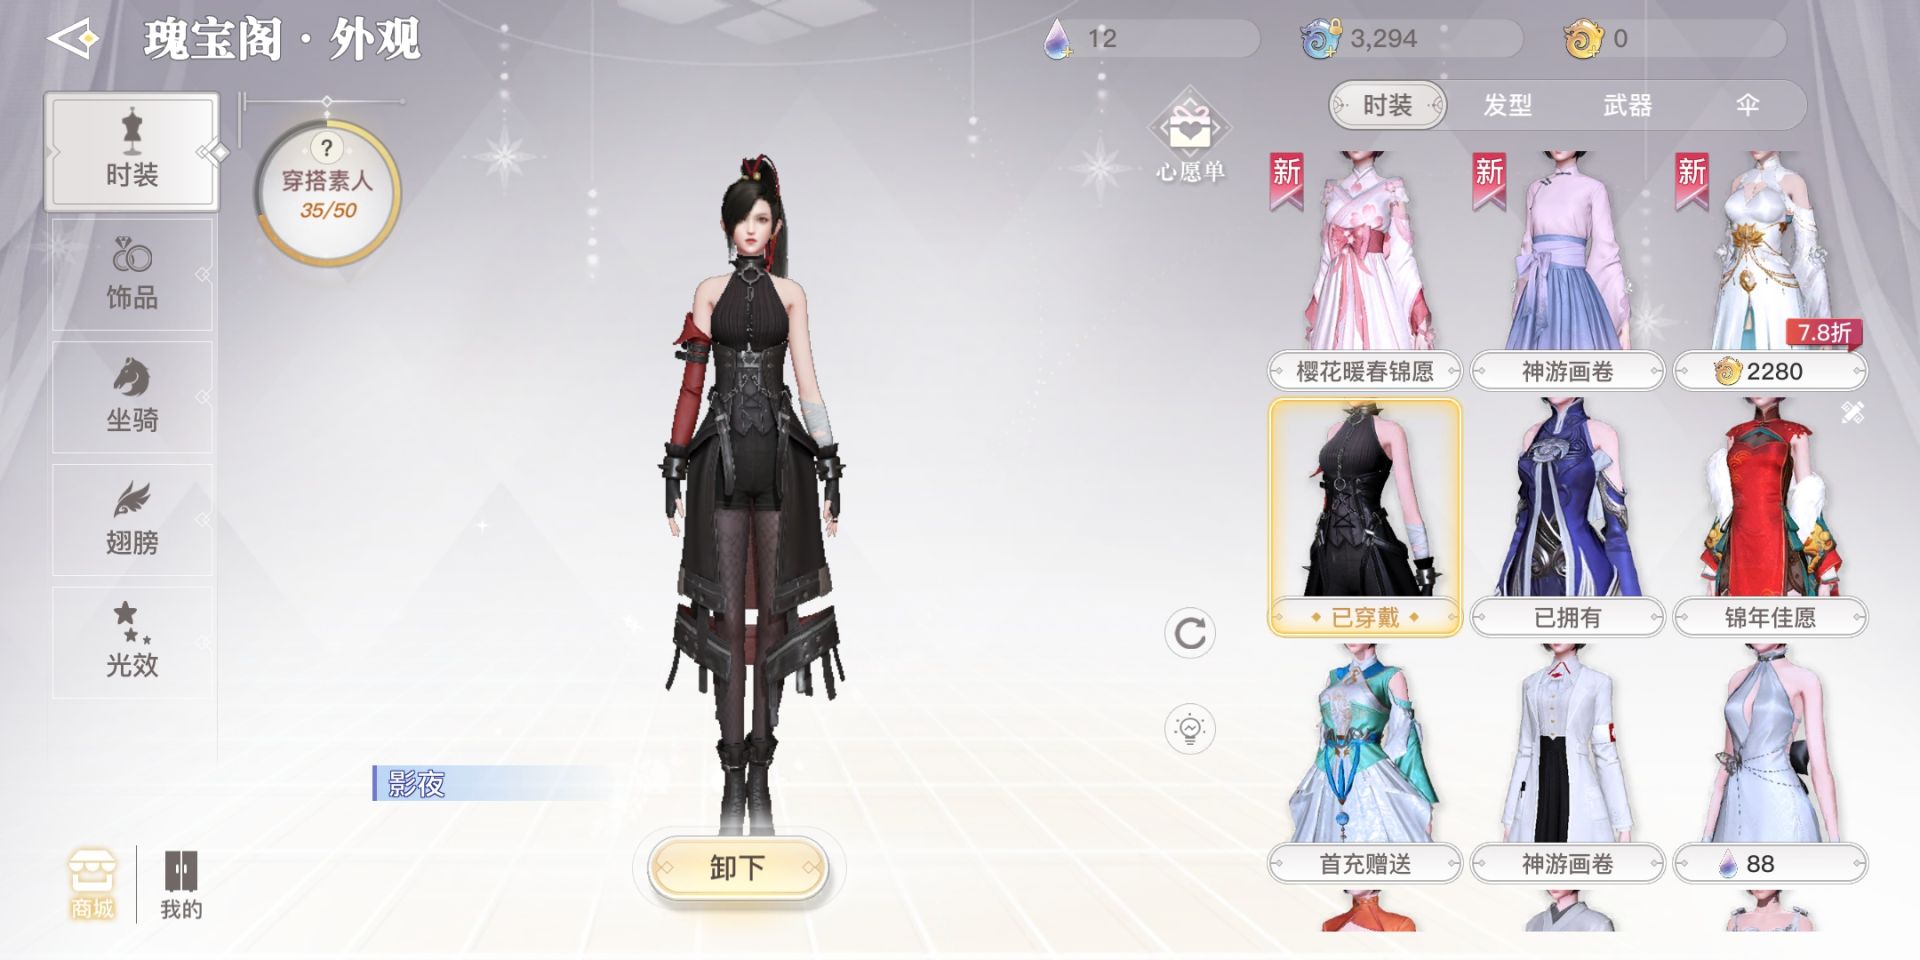 瑰宝阁·外观
12
3,294
0
时装
饰品
坐骑
翅膀
光效
?
穿搭素人
35/50
心愿单
时装
发型
武器
伞
新
新
新
7.8折
樱花暖春锦愿
神游画卷
2280
已穿戴
已拥有
锦年佳愿
首充赠送
神游画卷
88
影夜
卸下
商城
我的